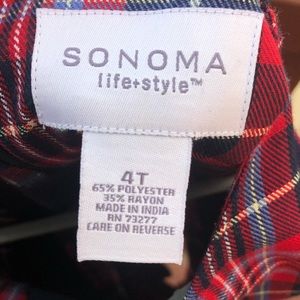 SONOMA
life+style™
4T
65% POLYESTER
35% RAYON
MADE IN INDIA
RN 73277
CARE ON REVERSE